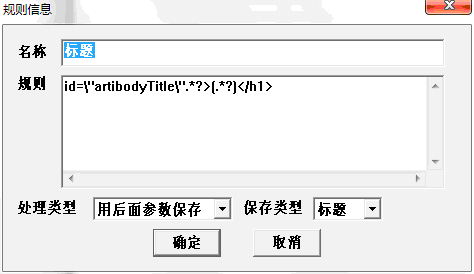 规则信息
名称 标题
规则 id=\"artibodyTitle\".*?>(.*?)</h1>
处理类型 用后面参数保存 保存类型 标题
确定 取消